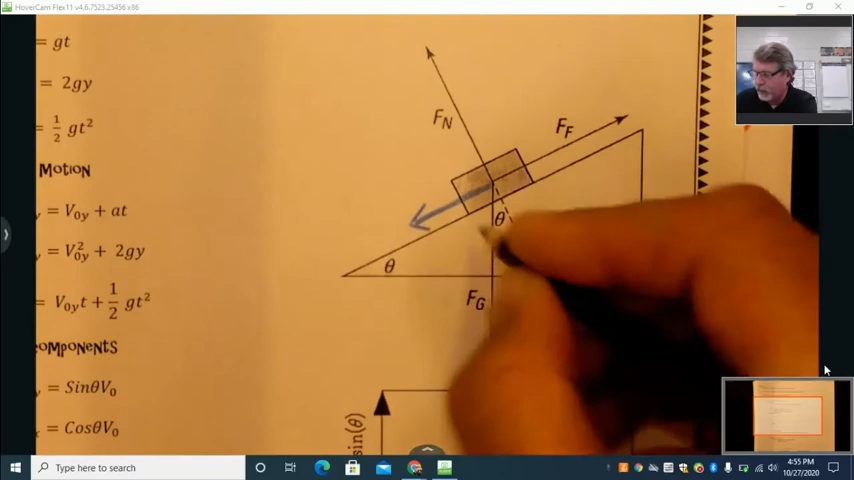 HoverCam Flex11 v4.6.7523.25456 x86
= gt
= 2gy
= 1/2 gt²
MOTION
= V₀y + at
= V₀y² + 2gy
= V₀yt + 1/2 gt²
COMPONENTS
= SinθV₀
= CosθV₀
F_N
F_F
θ
θ
F_G
sin(θ)
Type here to search
4:55 PM
10/27/2020